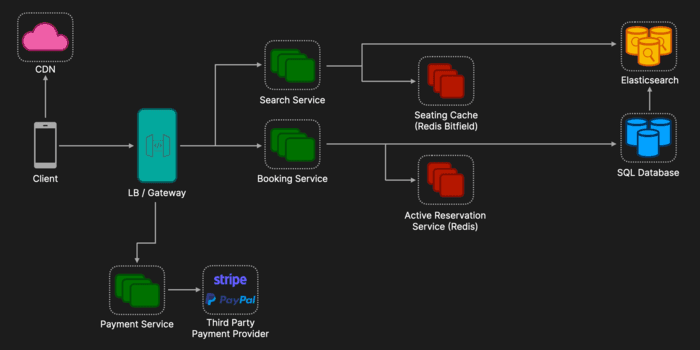 CDN
Elasticsearch
Search Service
Seating Cache
(Redis Bitfield)
Client
LB / Gateway
Booking Service
SQL Database
Active Reservation
Service (Redis)
stripe
PayPal
Payment Service
Third Party
Payment Provider